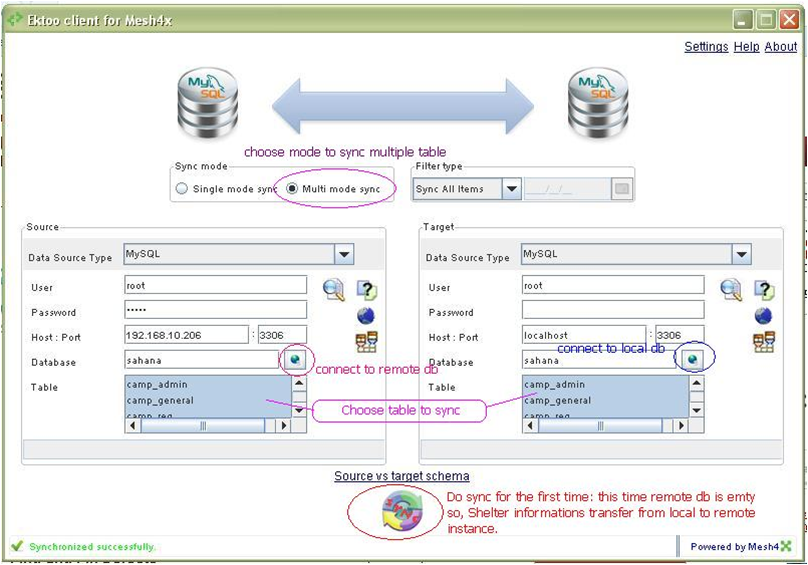 Ektoo client for Mesh4x
Settings Help About
My SQL
My SQL
choose mode to sync multiple table
Sync mode
Filter type
Single mode sync
Multi mode sync
Sync All Items
__/__/__
Source
Target
Data Source Type
MySQL
Data Source Type
MySQL
User
root
User
root
Password
•••••
Password
Host : Port
192.168.10.206
:
3306
Host : Port
localhost
:
3306
connect to local db
Database
sahana
Database
sahana
connect to remote db
Table
camp_admin
camp_general
camp_reg
Table
camp_admin
camp_general
camp_reg
Choose table to sync
Source vs target schema
SYNC
Do sync for the first time: this time remote db is emty
so, Shelter informations transfer from local to remote
instance.
Synchronized successfully.
Powered by Mesh4X